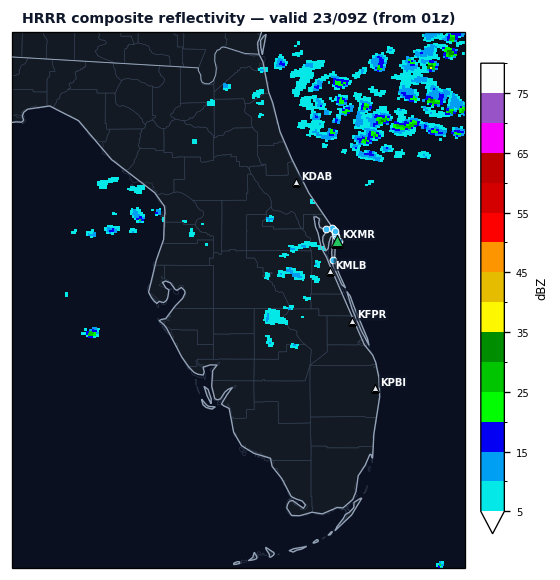 HRRR composite reflectivity — valid 23/09Z (from 01z)
KDAB
KXMR
KMLB
KFPR
KPBI
75
65
55
45
35
25
15
5
dBZ